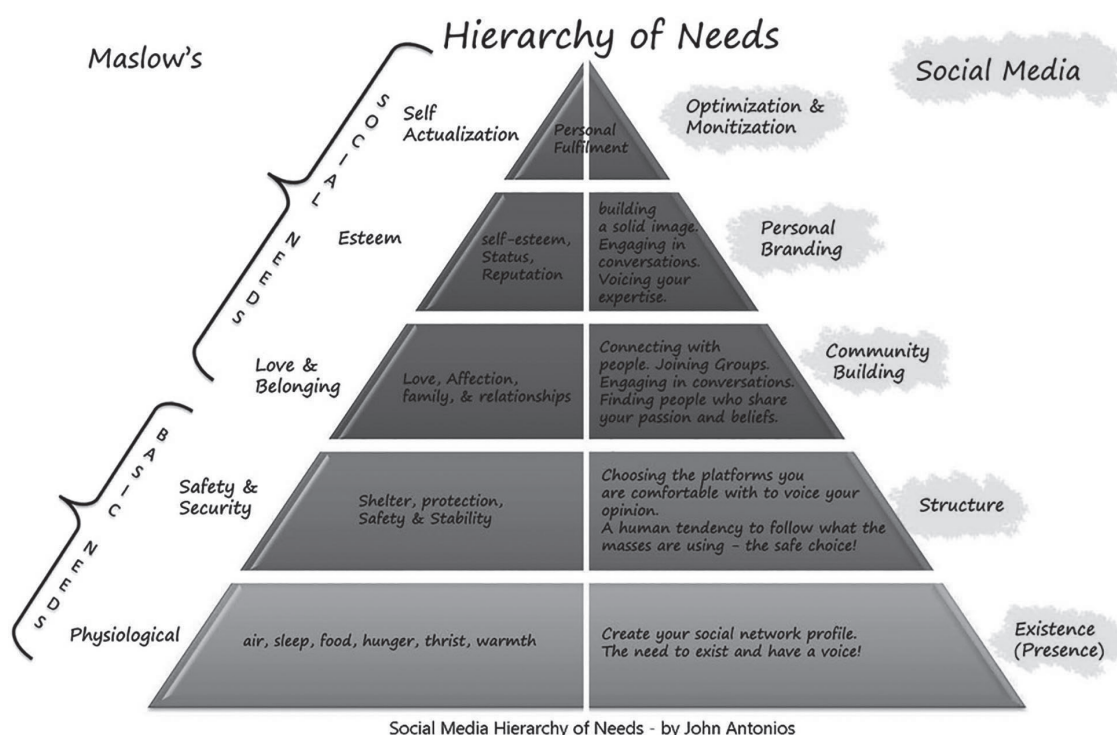 Hierarchy of Needs
Maslow's
Social Media
SOCIAL NEEDS
Self
Actualization
Personal
Fulfilment
Optimization &
Monitization
Esteem
self-esteem,
Status,
Reputation
building
a solid image.
Engaging in
conversations.
Voicing your
expertise.
Personal
Branding
Love &
Belonging
Love, Affection,
family, & relationships
Connecting with
people. Joining Groups.
Engaging in conversations.
Finding people who share
your passion and beliefs.
Community
Building
BASIC NEEDS
Safety &
Security
Shelter, protection,
Safety & Stability
Choosing the platforms you
are comfortable with to voice your
opinion.
A human tendency to follow what the
masses are using - the safe choice!
Structure
Physiological
air, sleep, food, hunger, thrist, warmth
Create your social network profile.
The need to exist and have a voice!
Existence
(Presence)
Social Media Hierarchy of Needs - by John Antonios